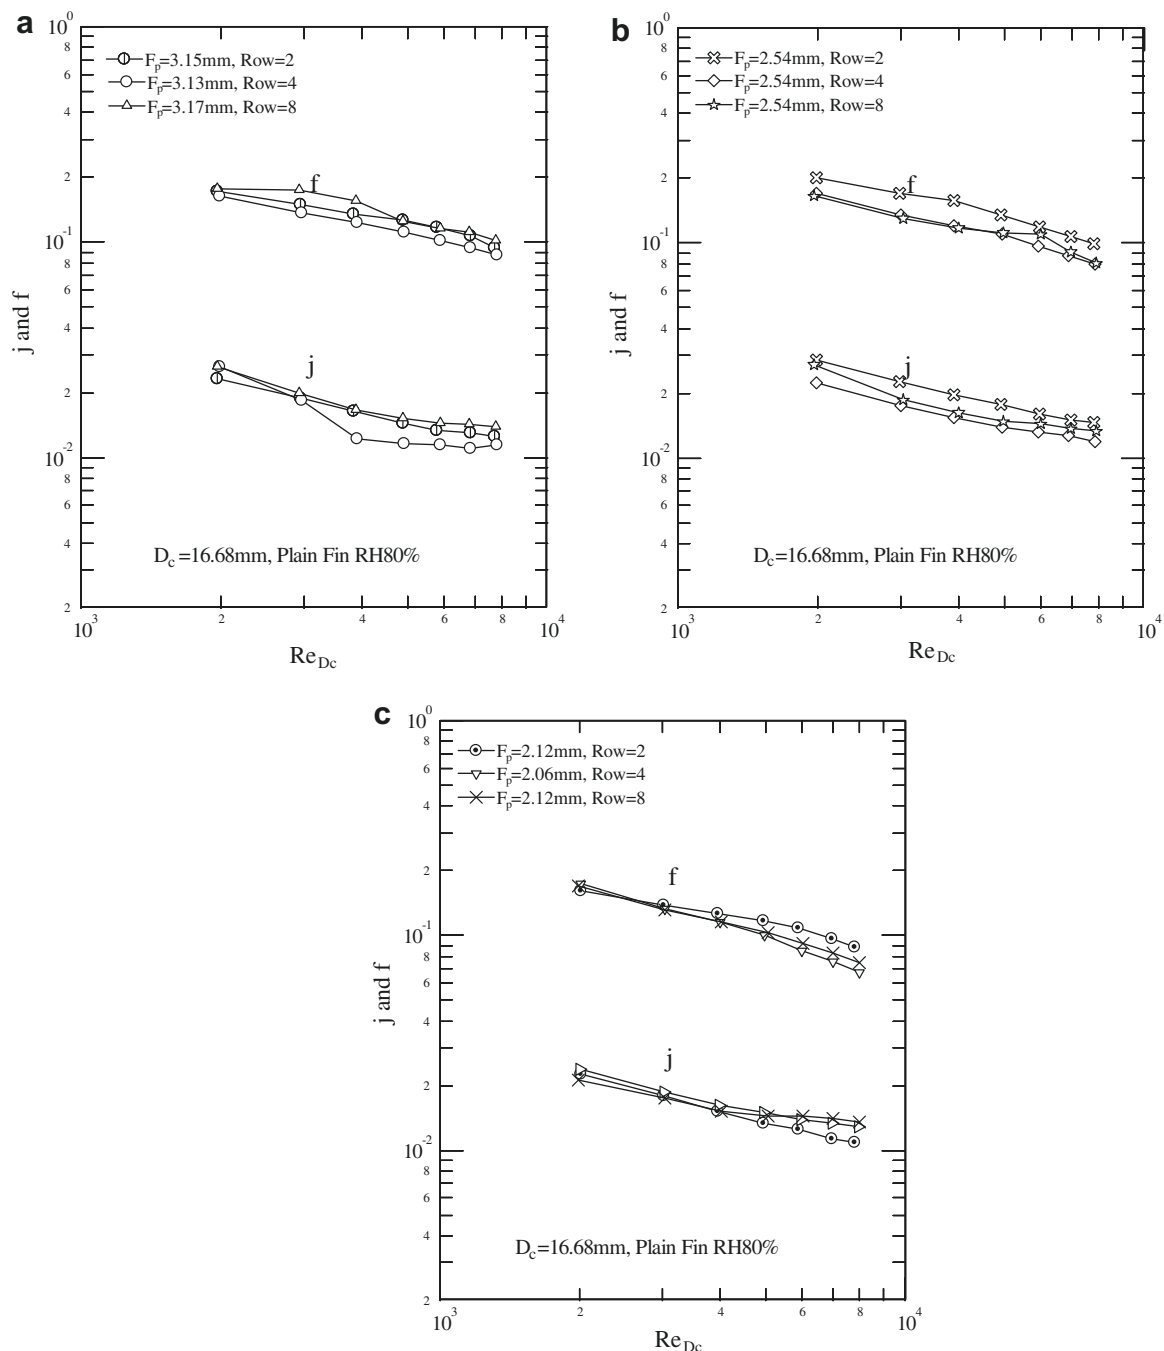 a
10^0
8
6
4
2
10^-1
8
6
4
2
10^-2
8
6
4
2
j and f
F_p=3.15mm, Row=2
F_p=3.13mm, Row=4
F_p=3.17mm, Row=8
f
j
D_c=16.68mm, Plain Fin RH80%
10^3 2 4 6 8 10^4
Re_Dc
b
10^0
8
6
4
2
10^-1
8
6
4
2
10^-2
8
6
4
2
j and f
F_p=2.54mm, Row=2
F_p=2.54mm, Row=4
F_p=2.54mm, Row=8
f
j
D_c=16.68mm, Plain Fin RH80%
10^3 2 4 6 8 10^4
Re_Dc
c
10^0
8
6
4
2
10^-1
8
6
4
2
10^-2
8
6
4
2
j and f
F_p=2.12mm, Row=2
F_p=2.06mm, Row=4
F_p=2.12mm, Row=8
f
j
D_c=16.68mm, Plain Fin RH80%
10^3 2 4 6 8 10^4
Re_Dc